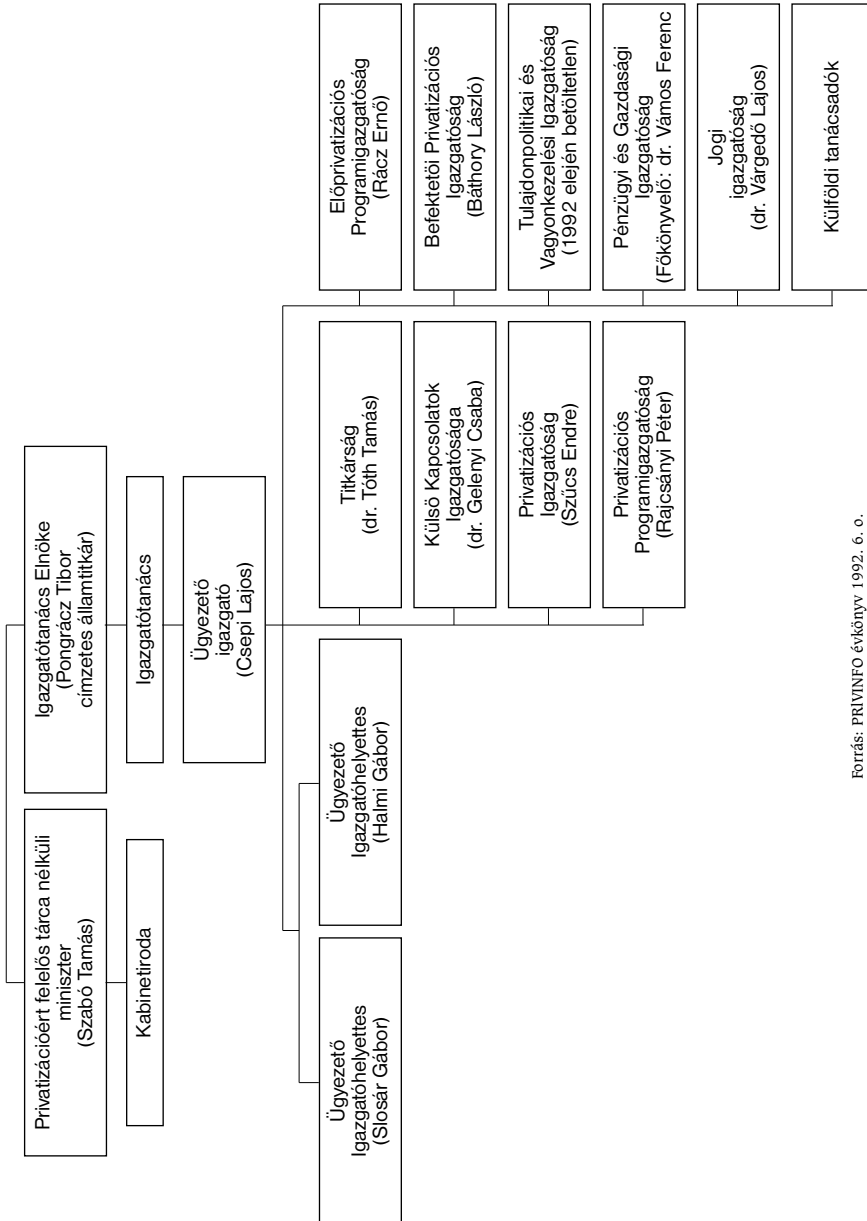 Privatizációért felelős tárca nélküli
miniszter
(Szabó Tamás)
Igazgatótanács Elnöke
(Pongrácz Tibor
címzetes államtitkár)
Kabinetiroda
Igazgatótanács
Ügyezető
igazgató
(Csepi Lajos)
Ügyezető
Igazgatóhelyettes
(Slosár Gábor)
Ügyezető
Igazgatóhelyettes
(Halmi Gábor)
Titkárság
(dr. Tóth Tamás)
Külsö Kapcsolatok
Igazgatósága
(dr. Gelenyi Csaba)
Privatizációs
Igazgatóság
(Szűcs Endre)
Privatizációs
Programigazgatóság
(Rajcsányi Péter)
Előprivatizációs
Programigazgatóság
(Rácz Ernő)
Befektetöi Privatizációs
Igazgatóság
(Báthory László)
Tulajdonpolitikai és
Vagyonkezelési Igazgatóság
(1992 elején betöltetlen)
Pénzügyi és Gazdasági
Igazgatóság
(Főkönyvelő: dr. Vámos Ferenc
Jogi
igazgatóság
(dr. Várgedő Lajos)
Külföldi tanácsadók
Forrás: PRIVINFO évkönyv 1992. 6. o.